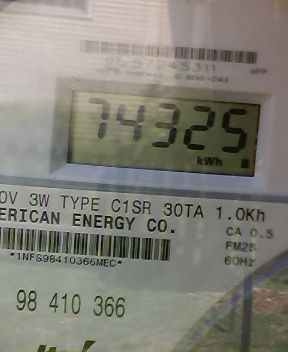 74325
kWh
0V 3W TYPE C1SR 30TA 1.0Kh
ERICAN ENERGY CO.
CA 0.5
FM2S
60Hz
*1NFS98410366MEC*
98 410 366